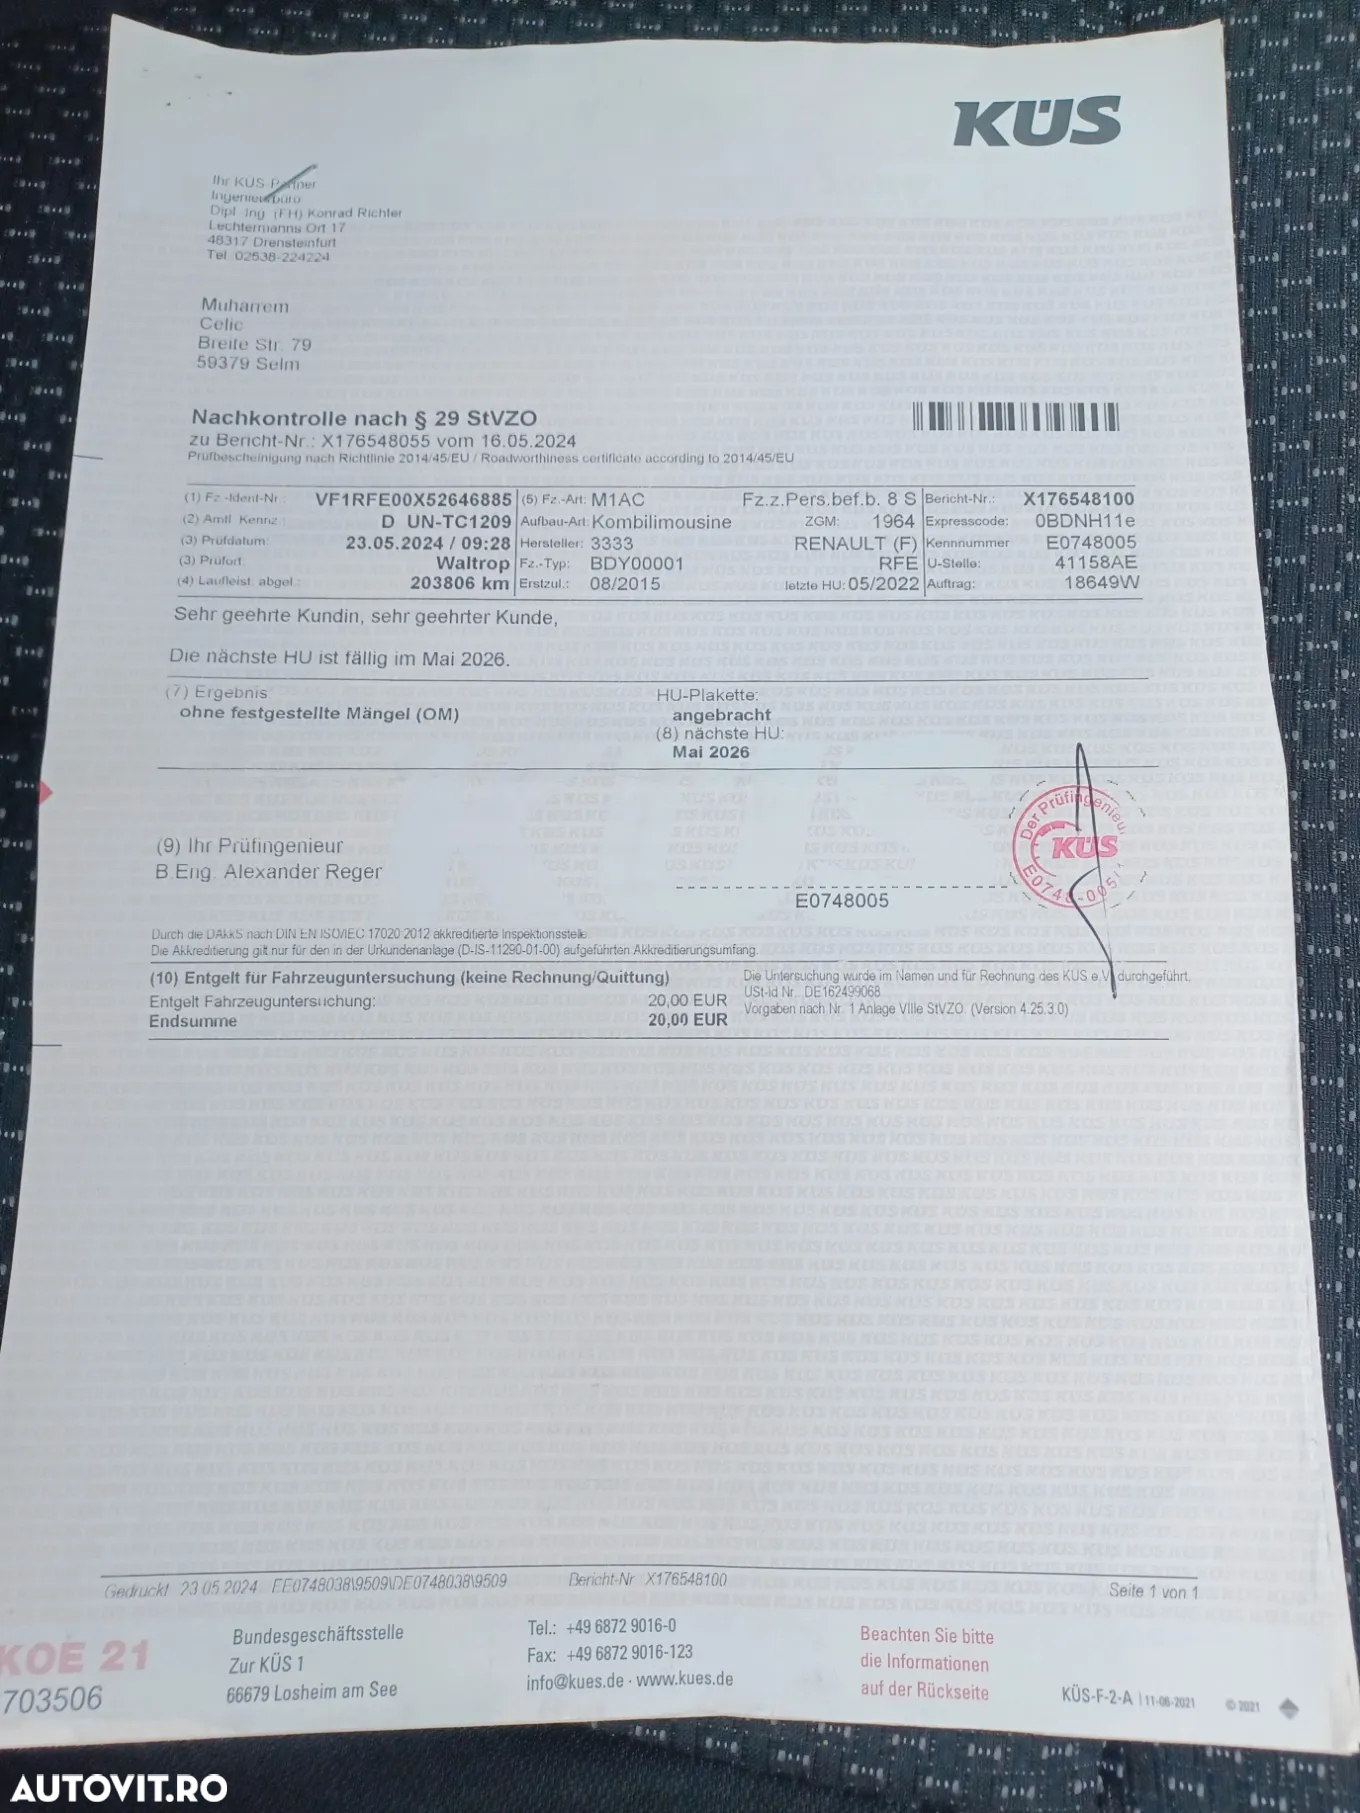 KÜS
Ihr KÜS-Partner
Ingenieurbüro
Dipl. Ing. (FH) Konrad Richter
Lechtermanns Ort 17
48317 Drensteinfurt
Tel. 02538-224224
Muharrem
Celic
Breite Str. 79
59379 Selm
Nachkontrolle nach § 29 StVZO
zu Bericht-Nr.: X176548055 vom 16.05.2024
Prüfbescheinigung nach Richtlinie 2014/45/EU / Roadworthiness certificate according to 2014/45/EU
(1) Fz.-Ident-Nr.: VF1RFE00X52646885 (5) Fz.-Art: M1AC Fz.z.Pers.bef.b. 8 S Bericht-Nr.: X176548100
(2) Amtl. Kennz.: D UN-TC1209 Aufbau-Art: Kombilimousine ZGM: 1964 Expresscode: 0BDNH11e
(3) Prüfdatum: 23.05.2024 / 09:28 Hersteller: 3333 RENAULT (F) Kennnummer E0748005
(3) Prüfort: Waltrop Fz.-Typ: BDY00001 RFE U-Stelle: 41158AE
(4) Laufleist. abgel.: 203806 km Erstzul.: 08/2015 letzte HU: 05/2022 Auftrag: 18649W
Sehr geehrte Kundin, sehr geehrter Kunde,
Die nächste HU ist fällig im Mai 2026.
(7) Ergebnis HU-Plakette:
ohne festgestellte Mängel (OM) angebracht
(8) nächste HU:
Mai 2026
(9) Ihr Prüfingenieur
B.Eng. Alexander Reger
E0748005
Der Prüfingenieur
KÜS
E0748-005
Durch die DAkkS nach DIN EN ISO/IEC 17020:2012 akkreditierte Inspektionsstelle.
Die Akkreditierung gilt nur für den in der Urkundenanlage (D-IS-11290-01-00) aufgeführten Akkreditierungsumfang.
(10) Entgelt für Fahrzeuguntersuchung (keine Rechnung/Quittung)
Entgelt Fahrzeuguntersuchung: 20,00 EUR
Endsumme 20,00 EUR
Die Untersuchung wurde im Namen und für Rechnung des KÜS e.V. durchgeführt.
USt-Id Nr.: DE162499068
Vorgaben nach Nr. 1 Anlage VIIIe StVZO. (Version 4.25.3.0)
Gedruckt 23.05.2024 EE0748038\9509\DE0748038\9509 Bericht-Nr X176548100 Seite 1 von 1
KOE 21
703506
Bundesgeschäftsstelle
Zur KÜS 1
66679 Losheim am See
Tel.: +49 6872 9016-0
Fax: +49 6872 9016-123
info@kues.de · www.kues.de
Beachten Sie bitte
die Informationen
auf der Rückseite
KÜS-F-2-A | 11-06-2021 © 2021
AUTOVIT.RO